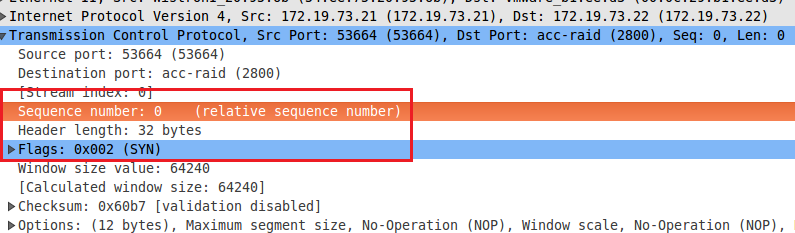 Internet Protocol Version 4, Src: 172.19.73.21 (172.19.73.21), Dst: 172.19.73.22 (172.19.73.22)
Transmission Control Protocol, Src Port: 53664 (53664), Dst Port: acc-raid (2800), Seq: 0, Len: 0
Source port: 53664 (53664)
Destination port: acc-raid (2800)
[Stream index: 0]
Sequence number: 0 (relative sequence number)
Header length: 32 bytes
Flags: 0x002 (SYN)
Window size value: 64240
[Calculated window size: 64240]
Checksum: 0x60b7 [validation disabled]
Options: (12 bytes), Maximum segment size, No-Operation (NOP), Window scale, No-Operation (NOP),